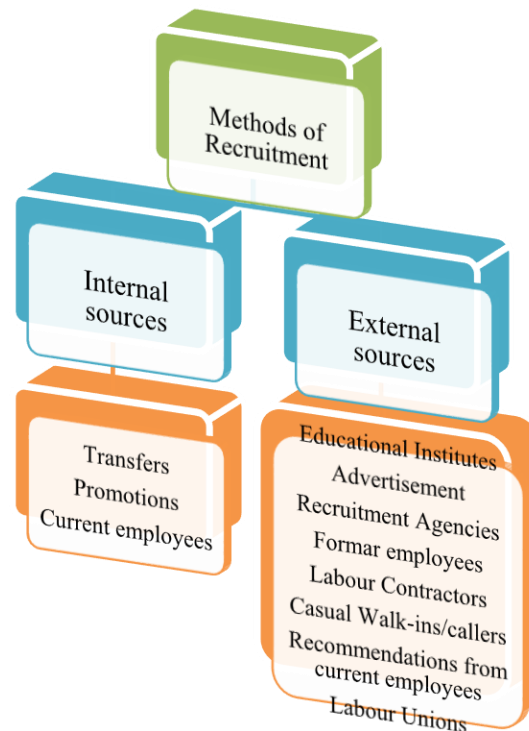 Methods of
Recruitment
Internal
sources
External
sources
Transfers
Promotions
Current employees
Educational Institutes
Advertisement
Recruitment Agencies
Formar employees
Labour Contractors
Casual Walk-ins/callers
Recommendations from
current employees
Labour Unions